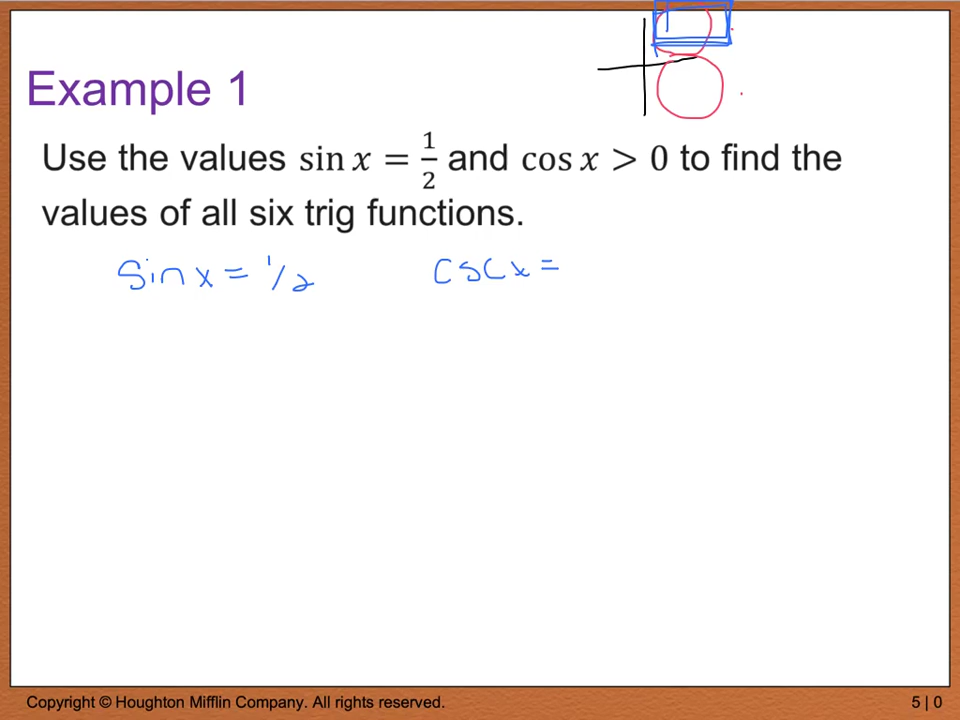 Example 1
Use the values sin x = 1/2 and cos x > 0 to find the
values of all six trig functions.
sin x = 1/2 csc x =
Copyright © Houghton Mifflin Company. All rights reserved. 5 | 0